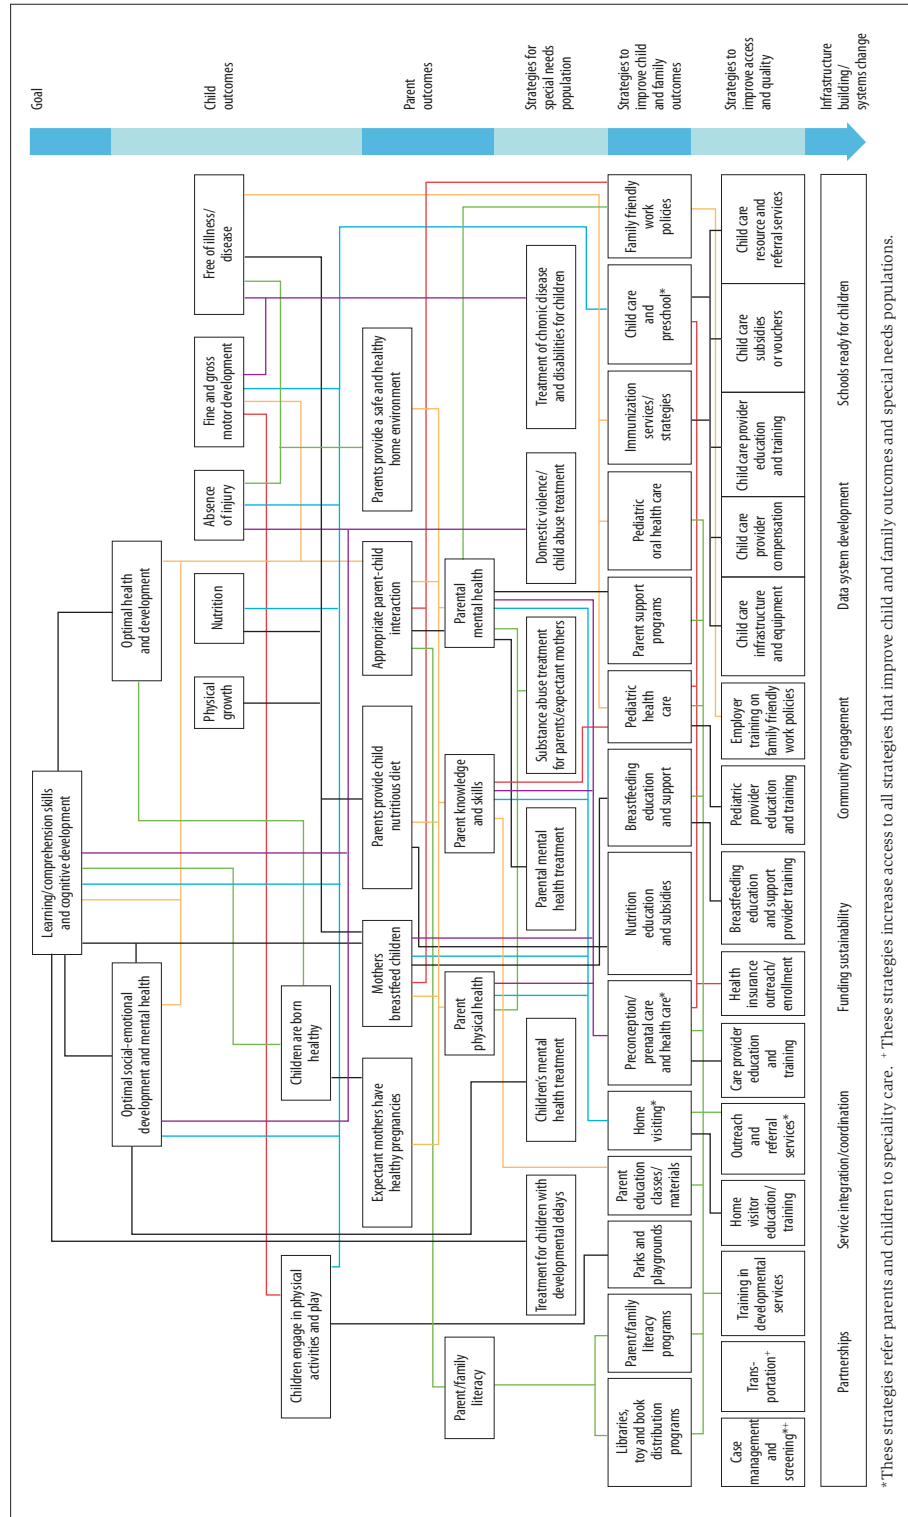 Goal
Child
outcomes
Parent
outcomes
Strategies for
special needs
population
Strategies to
improve child
and family
outcomes
Strategies to
improve access
and quality
Infrastructure
building/
systems change
Learning/comprehension skills
and cognitive development
Optimal social-emotional
development and mental health
Optimal health
and development
Physical
growth
Nutrition
Absence
of injury
Fine and gross
motor development
Free of illness/
disease
Children engage in physical
activities and play
Children are born
healthy
Expectant mothers have
healthy pregnancies
Mothers
breastfeed children
Parents provide child
nutritious diet
Appropriate parent-child
interaction
Parents provide a safe and healthy
home environment
Parent/family
literacy
Parent
physical health
Parent knowledge
and skills
Parental
mental health
Treatment for children with
developmental delays
Children's mental
health treatment
Parental mental
health treatment
Substance abuse treatment
for parents/expectant mothers
Domestic violence/
child abuse treatment
Treatment of chronic disease
and disabilities for children
Libraries,
toy and book
distribution
programs
Parent/family
literacy
programs
Parks and
playgrounds
Parent
education
classes/
materials
Home
visiting*
Preconception/
prenatal care
and health care*
Nutrition
education
and subsidies
Breastfeeding
education
and support
Pediatric
health
care
Parent support
programs
Pediatric
oral health care
Immunization
services/
strategies
Child care
and
preschool*
Family friendly
work
policies
Case
management
and
screening*+
Trans-
portation+
Training in
developmental
services
Home
visitor
education/
training
Outreach
and
referral
services*
Care provider
education
and
training
Health
insurance
outreach/
enrollment
Breastfeeding
education
and support
provider training
Pediatric
provider
education
and training
Employer
training on
family friendly
work policies
Child care
infrastructure
and equipment
Child care
provider
compensation
Child care provider
education
and training
Child care
subsidies
or vouchers
Child care
resource and
referral services
Partnerships
Service integration/coordination
Funding sustainability
Community engagement
Data system development
Schools ready for children
*These strategies refer parents and children to speciality care. +These strategies increase access to all strategies that improve child and family outcomes and special needs populations.